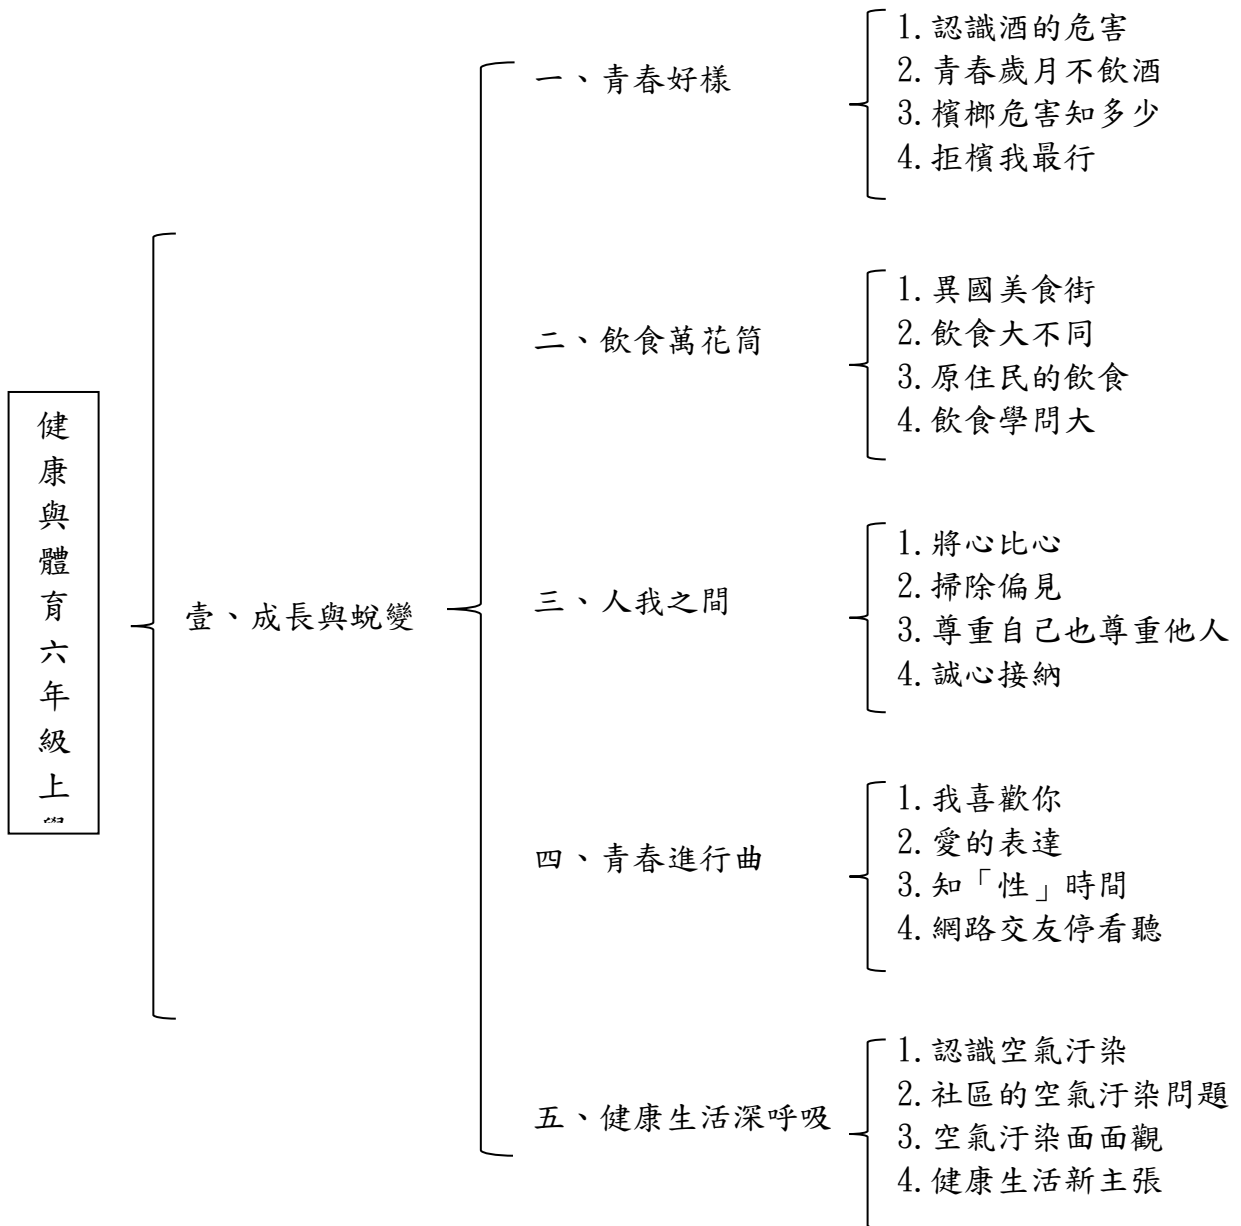 健康與體育六年級上
壹、成長與蛻變
一、青春好樣
1.認識酒的危害
2.青春歲月不飲酒
3.檳榔危害知多少
4.拒檳我最行
二、飲食萬花筒
1.異國美食街
2.飲食大不同
3.原住民的飲食
4.飲食學問大
三、人我之間
1.將心比心
2.掃除偏見
3.尊重自己也尊重他人
4.誠心接納
四、青春進行曲
1.我喜歡你
2.愛的表達
3.知「性」時間
4.網路交友停看聽
五、健康生活深呼吸
1.認識空氣汙染
2.社區的空氣汙染問題
3.空氣汙染面面觀
4.健康生活新主張